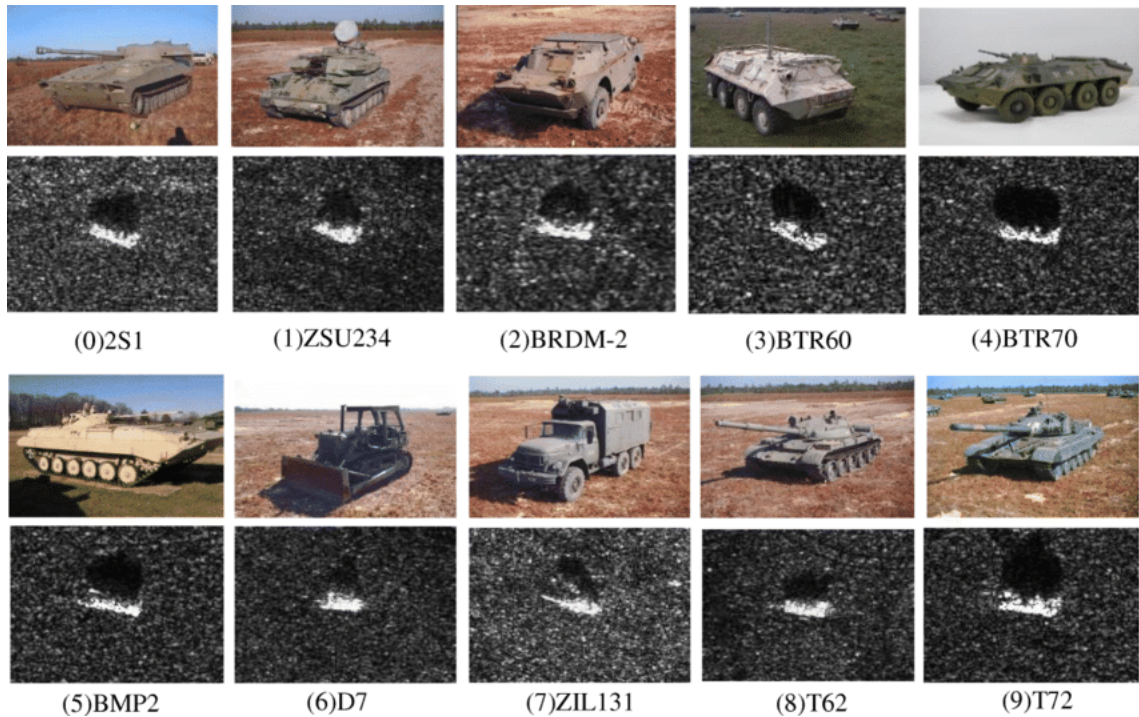 (0)2S1
(1)ZSU234
(2)BRDM-2
(3)BTR60
(4)BTR70
(5)BMP2
(6)D7
(7)ZIL131
(8)T62
(9)T72